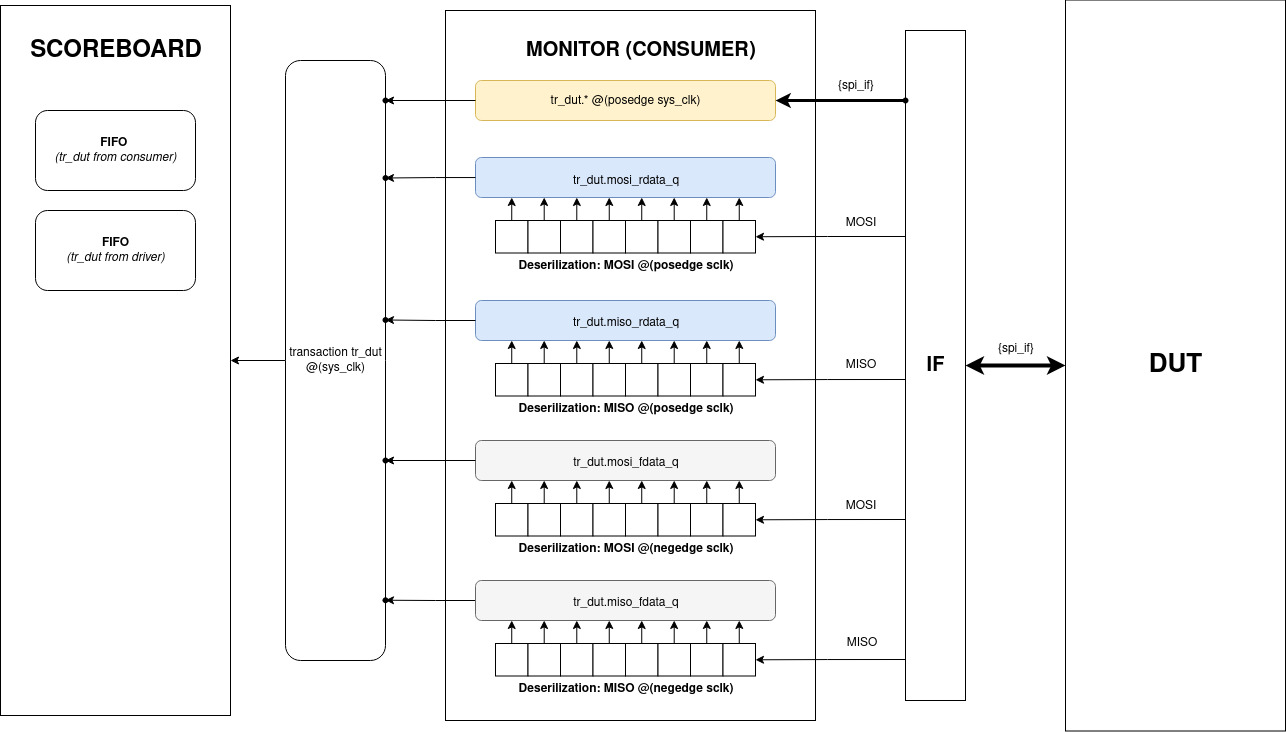 SCOREBOARD
FIFO
(tr_dut from consumer)
FIFO
(tr_dut from driver)
transaction tr_dut
@(sys_clk)
MONITOR (CONSUMER)
tr_dut.* @(posedge sys_clk)
{spi_if}
tr_dut.mosi_rdata_q
MOSI
Deserilization: MOSI @(posedge sclk)
tr_dut.miso_rdata_q
MISO
Deserilization: MISO @(posedge sclk)
tr_dut.mosi_fdata_q
MOSI
Deserilization: MOSI @(negedge sclk)
tr_dut.miso_fdata_q
MISO
Deserilization: MISO @(negedge sclk)
IF
{spi_if}
DUT